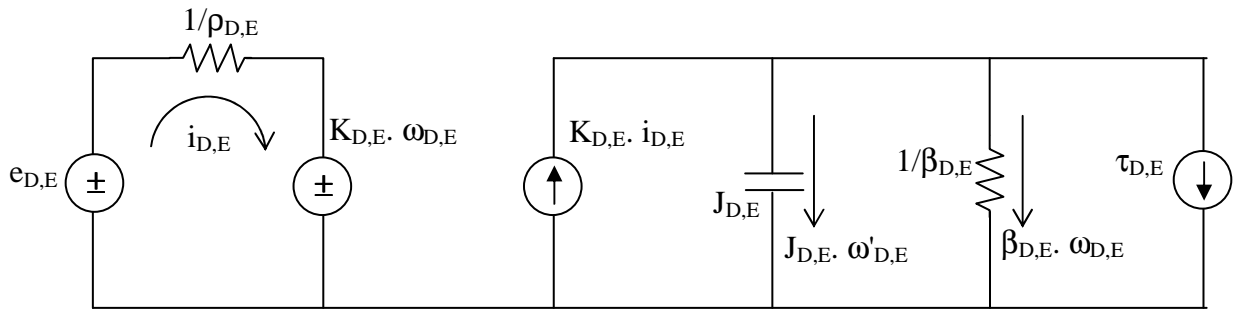 1/ρD,E
iD,E
KD,E. ωD,E
eD,E
±
±
KD,E. iD,E
JD,E
JD,E. ω'D,E
1/βD,E
βD,E. ωD,E
τD,E